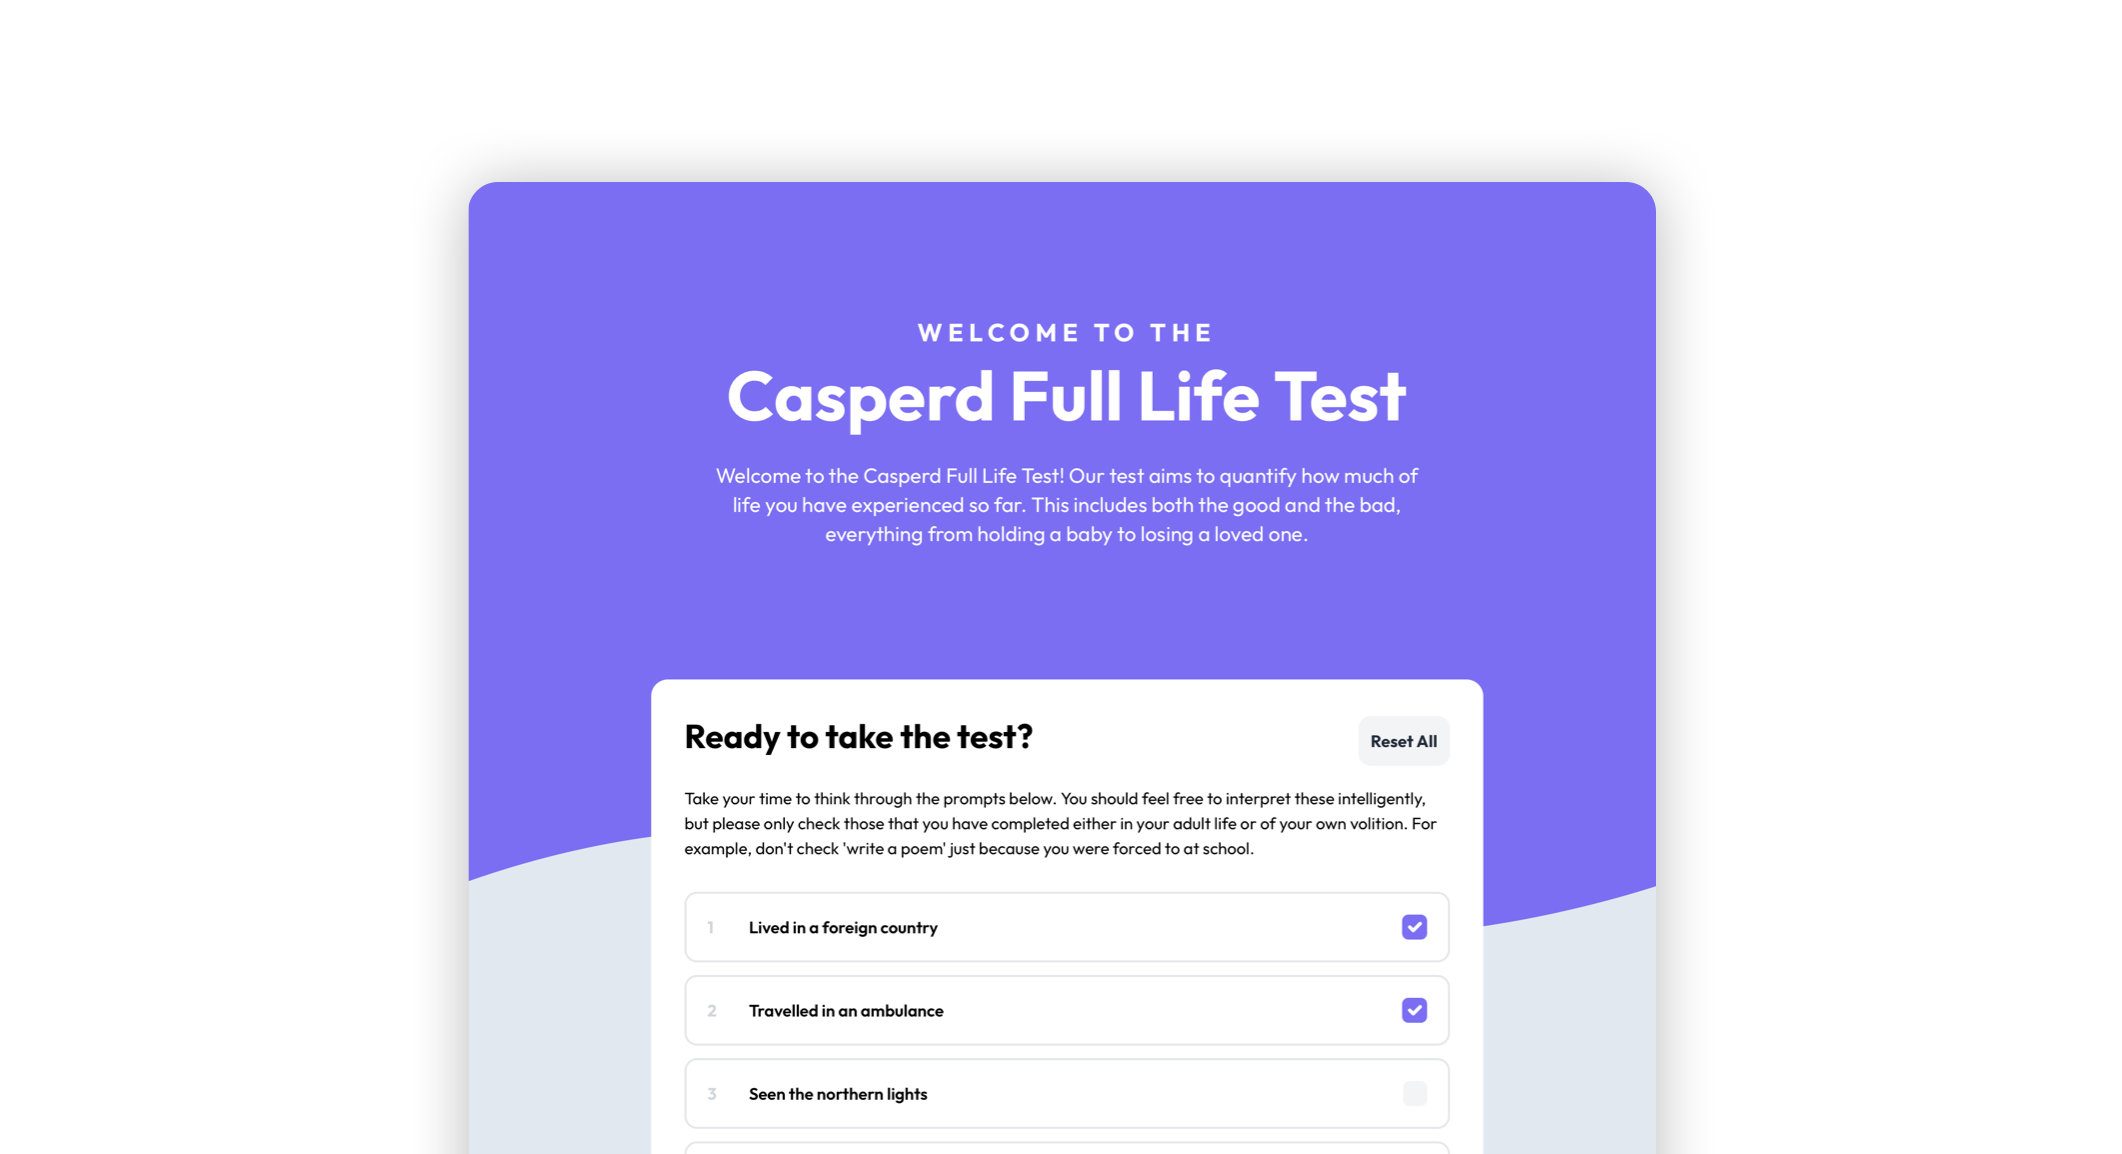 WELCOME TO THE
Casperd Full Life Test
Welcome to the Casperd Full Life Test! Our test aims to quantify how much of
life you have experienced so far. This includes both the good and the bad,
everything from holding a baby to losing a loved one.
Ready to take the test?
Reset All
Take your time to think through the prompts below. You should feel free to interpret these intelligently,
but please only check those that you have completed either in your adult life or of your own volition. For
example, don't check 'write a poem' just because you were forced to at school.
1 Lived in a foreign country
2 Travelled in an ambulance
3 Seen the northern lights